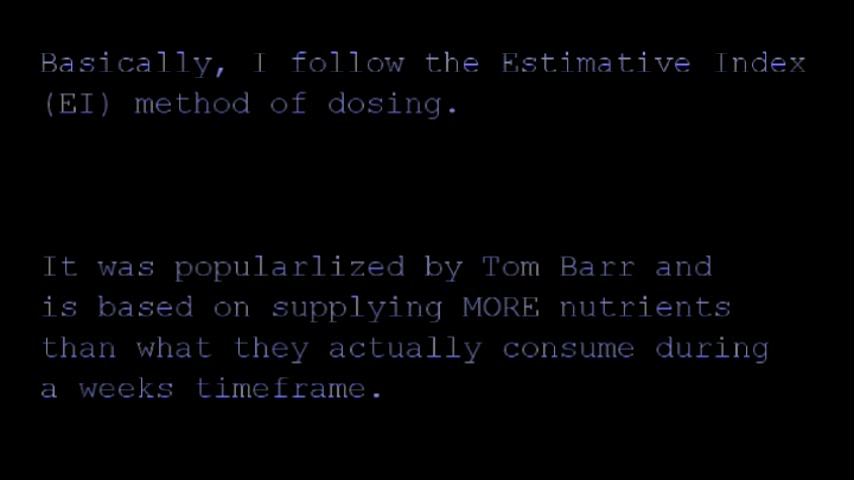 Basically, I follow the Estimative Index
(EI) method of dosing.
It was popularlized by Tom Barr and
is based on supplying MORE nutrients
than what they actually consume during
a weeks timeframe.